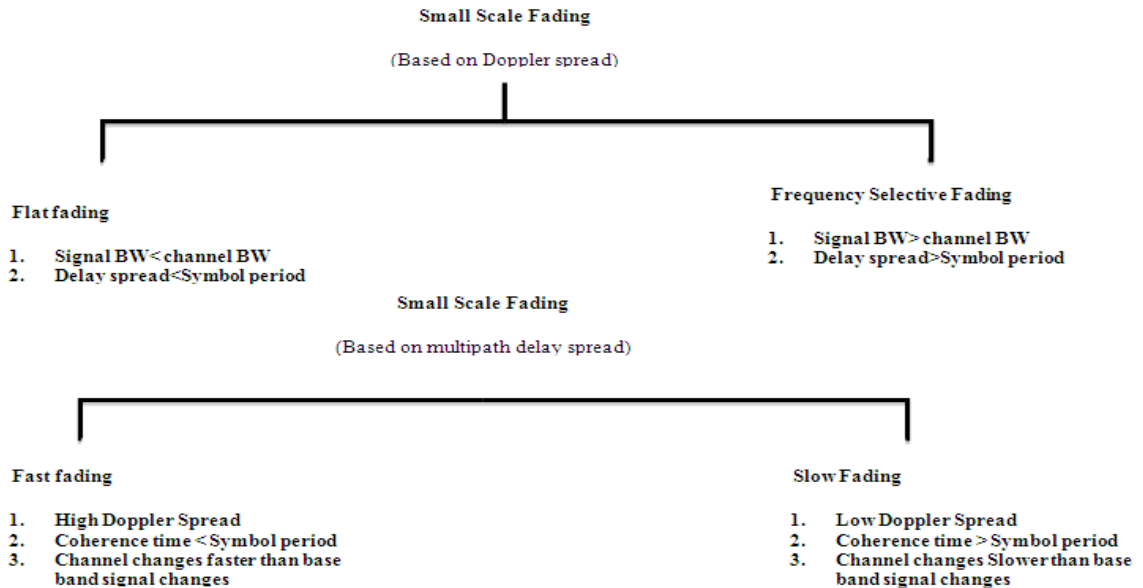 Small Scale Fading
(Based on Doppler spread)
Flat fading
1. Signal BW< channel BW
2. Delay spread<Symbol period
Frequency Selective Fading
1. Signal BW> channel BW
2. Delay spread>Symbol period
Small Scale Fading
(Based on multipath delay spread)
Fast fading
1. High Doppler Spread
2. Coherence time < Symbol period
3. Channel changes faster than base
band signal changes
Slow Fading
1. Low Doppler Spread
2. Coherence time > Symbol period
3. Channel changes Slower than base
band signal changes